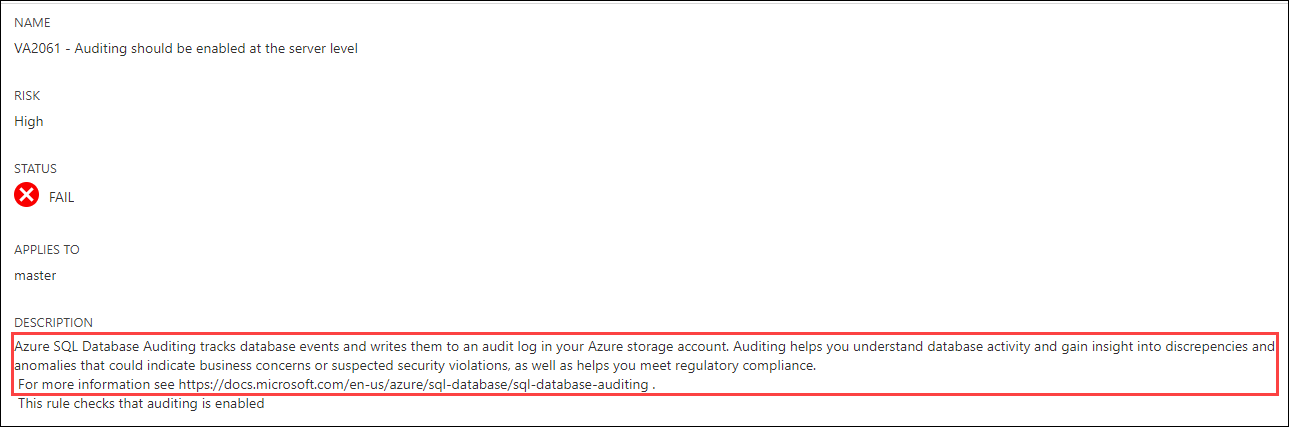 NAME
VA2061 - Auditing should be enabled at the server level
RISK
High
STATUS
FAIL
APPLIES TO
master
DESCRIPTION
Azure SQL Database Auditing tracks database events and writes them to an audit log in your Azure storage account. Auditing helps you understand database activity and gain insight into discrepencies and
anomalies that could indicate business concerns or suspected security violations, as well as helps you meet regulatory compliance.
For more information see https://docs.microsoft.com/en-us/azure/sql-database/sql-database-auditing .
This rule checks that auditing is enabled